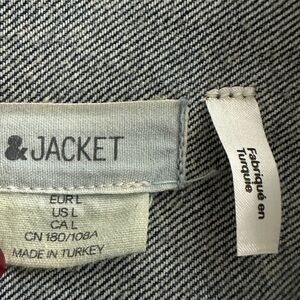 & JACKET
EUR L
US L
CA L
CN 180/108A
MADE IN TURKEY
Fabriqué en
Turquie